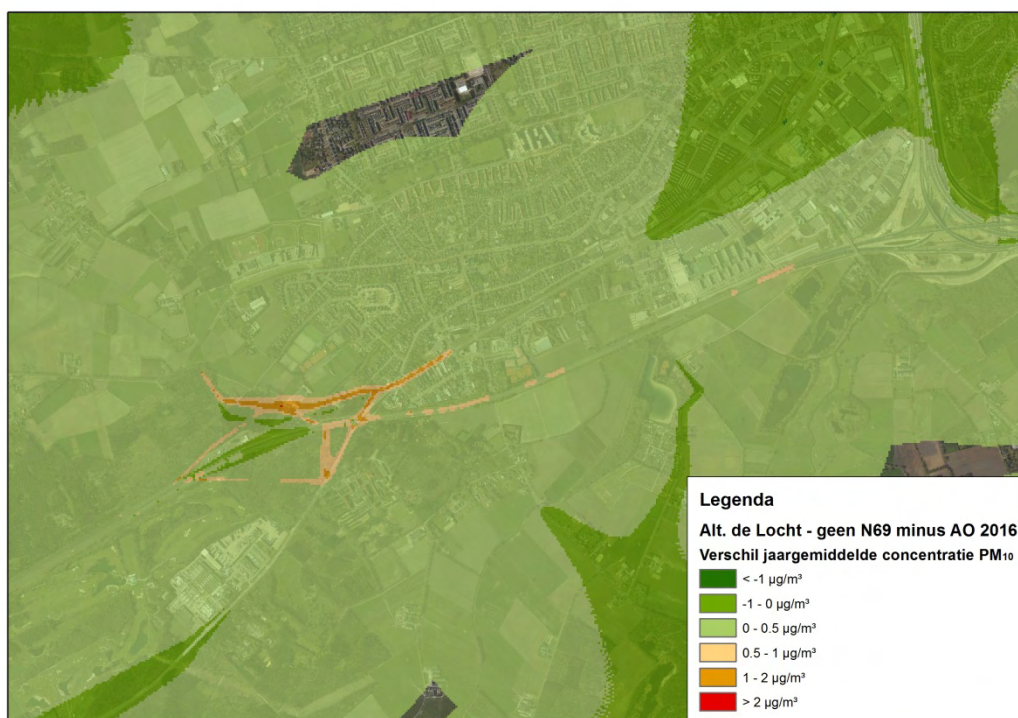 Legenda
Alt. de Locht - geen N69 minus AO 2016
Verschil jaargemiddelde concentratie PM₁₀
< -1 µg/m³
-1 - 0 µg/m³
0 - 0.5 µg/m³
0.5 - 1 µg/m³
1 - 2 µg/m³
> 2 µg/m³